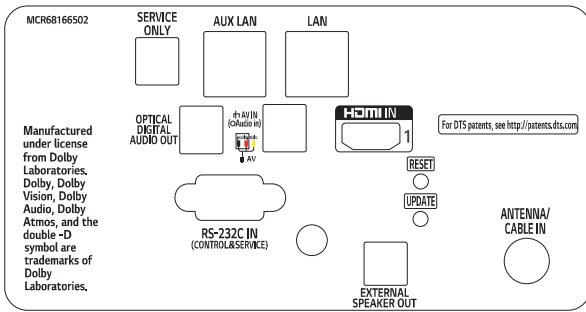 MCR68166502
SERVICE
ONLY
AUX LAN
LAN
OPTICAL
DIGITAL
AUDIO OUT
AV IN
(Audio in)
AV
HDMI IN
1
For DTS patents, see http://patents.dts.com
Manufactured
under license
from Dolby
Laboratories.
Dolby, Dolby
Vision, Dolby
Audio, Dolby
Atmos, and the
double -D
symbol are
trademarks of
Dolby
Laboratories.
RESET
UPDATE
RS-232C IN
(CONTROL&SERVICE)
ANTENNA/
CABLE IN
EXTERNAL
SPEAKER OUT